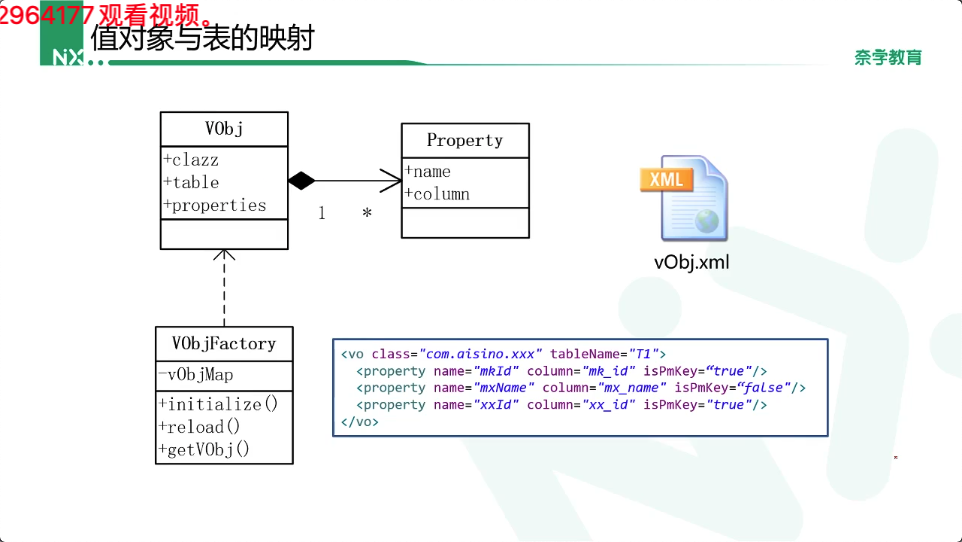 2964177 观看视频。
值对象与表的映射
NX
奈学教育
VObj
+clazz
+table
+properties
1 *
Property
+name
+column
XML
vObj.xml
VObjFactory
-vObjMap
+initialize()
+reload()
+getVObj()
<vo class="com.aisino.xxx" tableName="T1">
<property name="mkId" column="mk_id" isPmKey=“true"/>
<property name="mxName" column="mx_name" isPmKey=“false"/>
<property name="xxId" column="xx_id" isPmKey="true"/>
</vo>